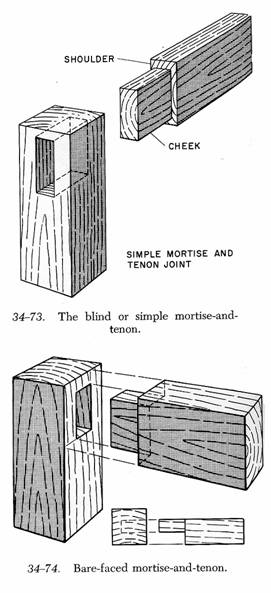 SHOULDER
CHEEK
SIMPLE MORTISE AND
TENON JOINT
34–73. The blind or simple mortise-and-
tenon.
34–74. Bare-faced mortise-and-tenon.